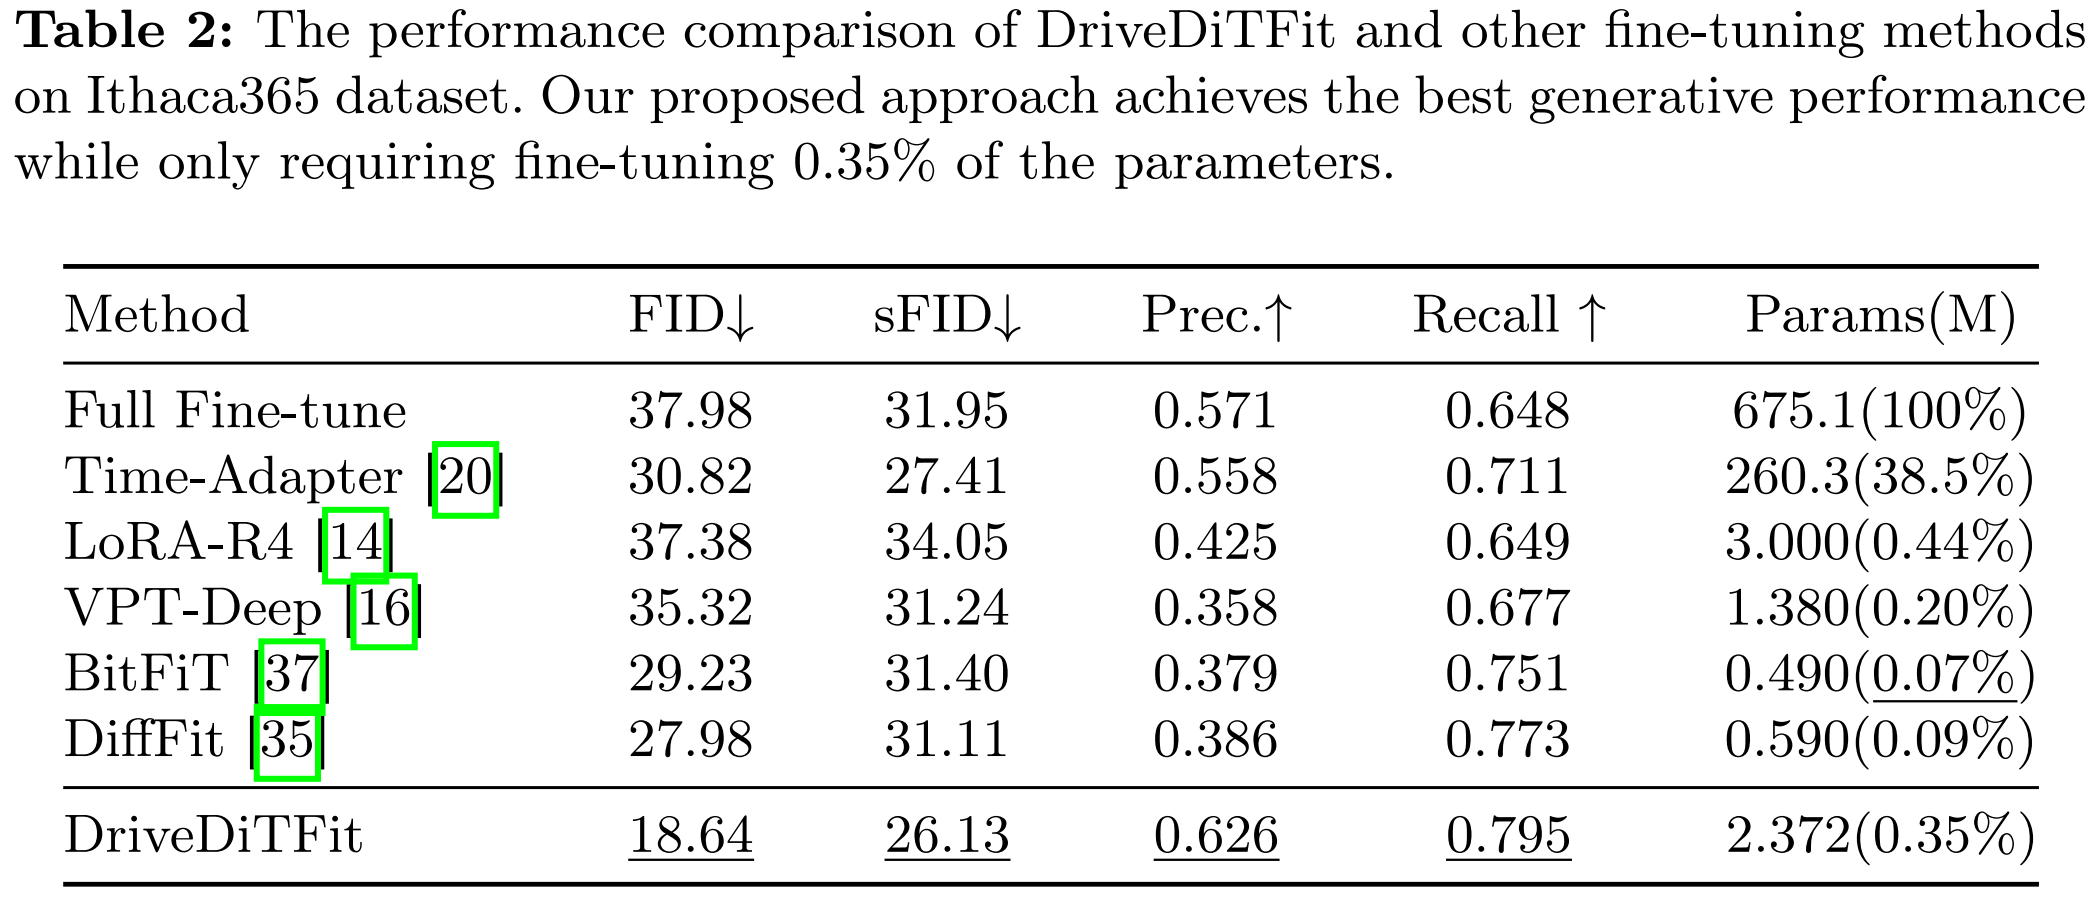 Table 2: The performance comparison of DriveDiTFit and other fine-tuning methods
on Ithaca365 dataset. Our proposed approach achieves the best generative performance
while only requiring fine-tuning 0.35% of the parameters.
Method FID↓ sFID↓ Prec.↑ Recall ↑ Params(M)
Full Fine-tune 37.98 31.95 0.571 0.648 675.1(100%)
Time-Adapter [20] 30.82 27.41 0.558 0.711 260.3(38.5%)
LoRA-R4 [14] 37.38 34.05 0.425 0.649 3.000(0.44%)
VPT-Deep [16] 35.32 31.24 0.358 0.677 1.380(0.20%)
BitFiT [37] 29.23 31.40 0.379 0.751 0.490(0.07%)
DiffFit [35] 27.98 31.11 0.386 0.773 0.590(0.09%)
DriveDiTFit 18.64 26.13 0.626 0.795 2.372(0.35%)